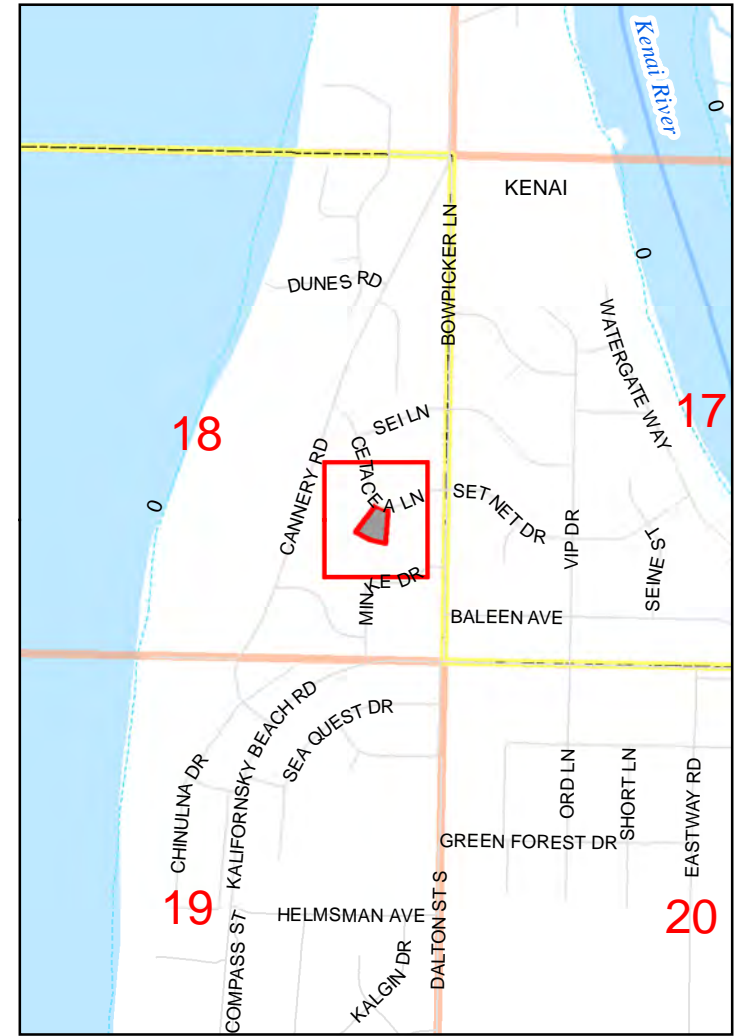 Kenai River
0
KENAI
BOWPICKER LN
0
DUNES RD
WATERGATE WAY
17
18
SEI LN
CETACEA LN
CANNERY RD
SET NET DR
0
VIP DR
SEINE ST
MINKE DR
BALEEN AVE
KALIFORNSKY BEACH RD
SEA QUEST DR
CHINULNA DR
ORD LN
SHORT LN
EASTWAY RD
GREEN FOREST DR
19
HELMSMAN AVE
DALTON ST S
20
COMPASS ST
KALGIN DR